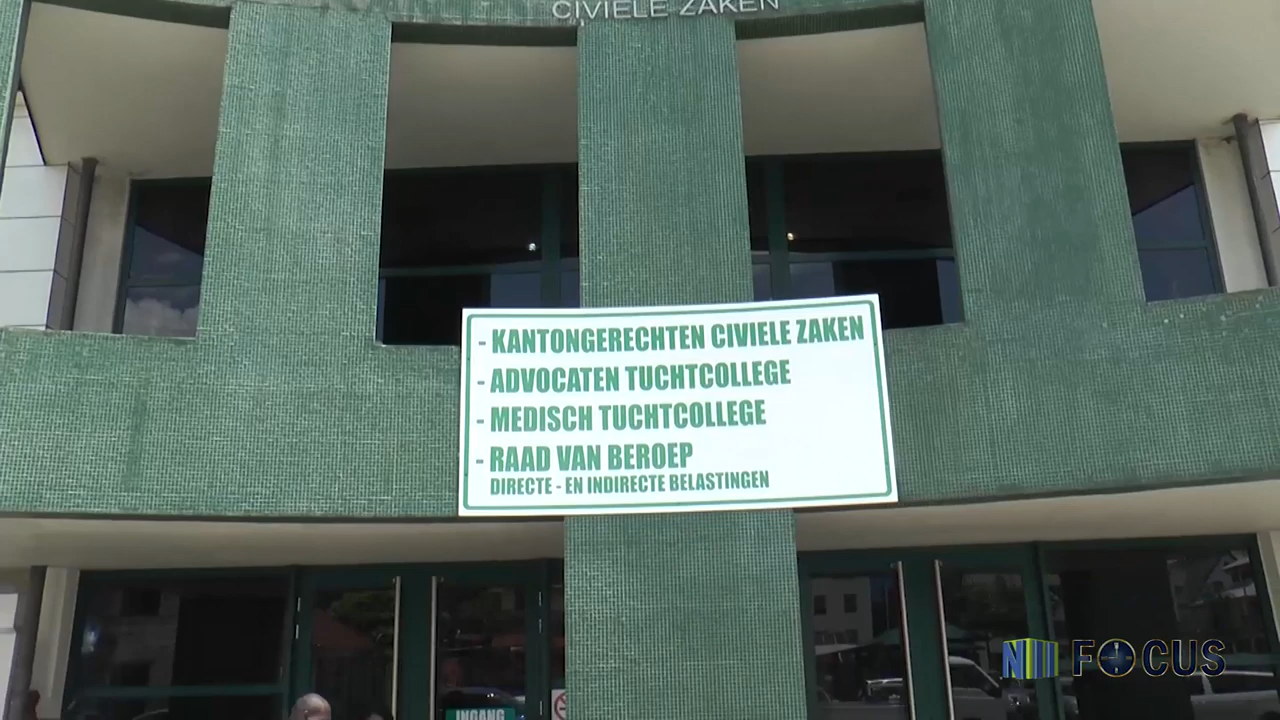 CIVIELE ZAKEN
- KANTONGERECHTEN CIVIELE ZAKEN
- ADVOCATEN TUCHTCOLLEGE
- MEDISCH TUCHTCOLLEGE
- RAAD VAN BEROEP
DIRECTE - EN INDIRECTE BELASTINGEN
INGANG
N FOCUS